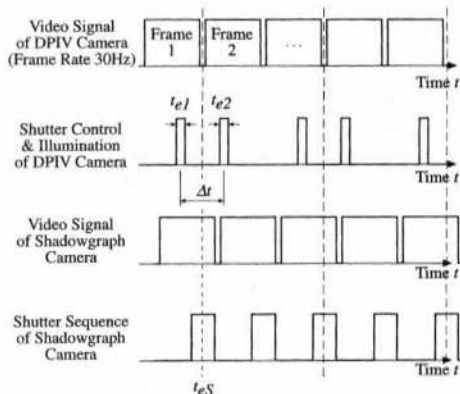 Video Signal
of DPIV Camera
(Frame Rate 30Hz)
Frame
1
Frame
2
...
Time t
te1
te2
Shutter Control
& Illumination
of DPIV Camera
Δt
Time t
Video Signal
of Shadowgraph
Camera
Time t
Shutter Sequence
of Shadowgraph
Camera
Time t
teS